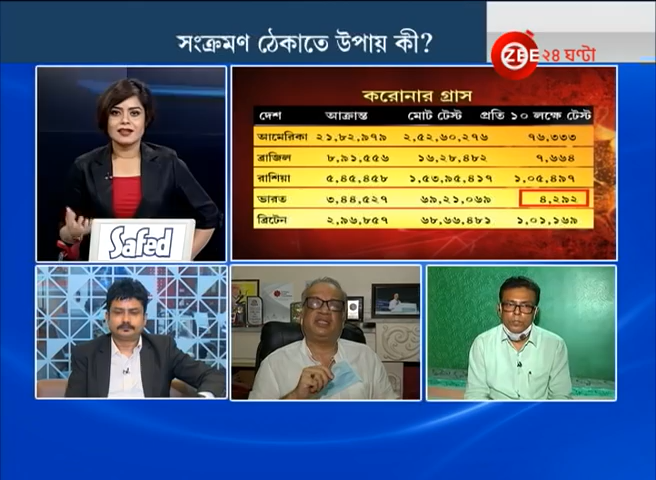 সংক্রমণ ঠেকাতে উপায় কী?
ZEE ২৪ ঘণ্টা
করোনার গ্রাস
দেশ আক্রান্ত মোট টেস্ট প্রতি ১০ লক্ষে টেস্ট
আমেরিকা ২১,৮২,৯৭৯ ২,৫২,৬০,২৭৬ ৭৬,৩৩৩
ব্রাজিল ৮,৯১,৫৫৬ ১৬,২৮,৪৮২ ৭,৬৬৪
রাশিয়া ৫,৪৫,৪৫৮ ১,৫৩,৯৫,৪১৭ ১,০৫,৪৯৭
ভারত ৩,৪৪,৫২৭ ৬৯,২১,০৬৯ ৪,২৯২
ব্রিটেন ২,৯৬,৮৫৭ ৬৮,৬৬,৪৮১ ১,০১,১৬৯
Safed